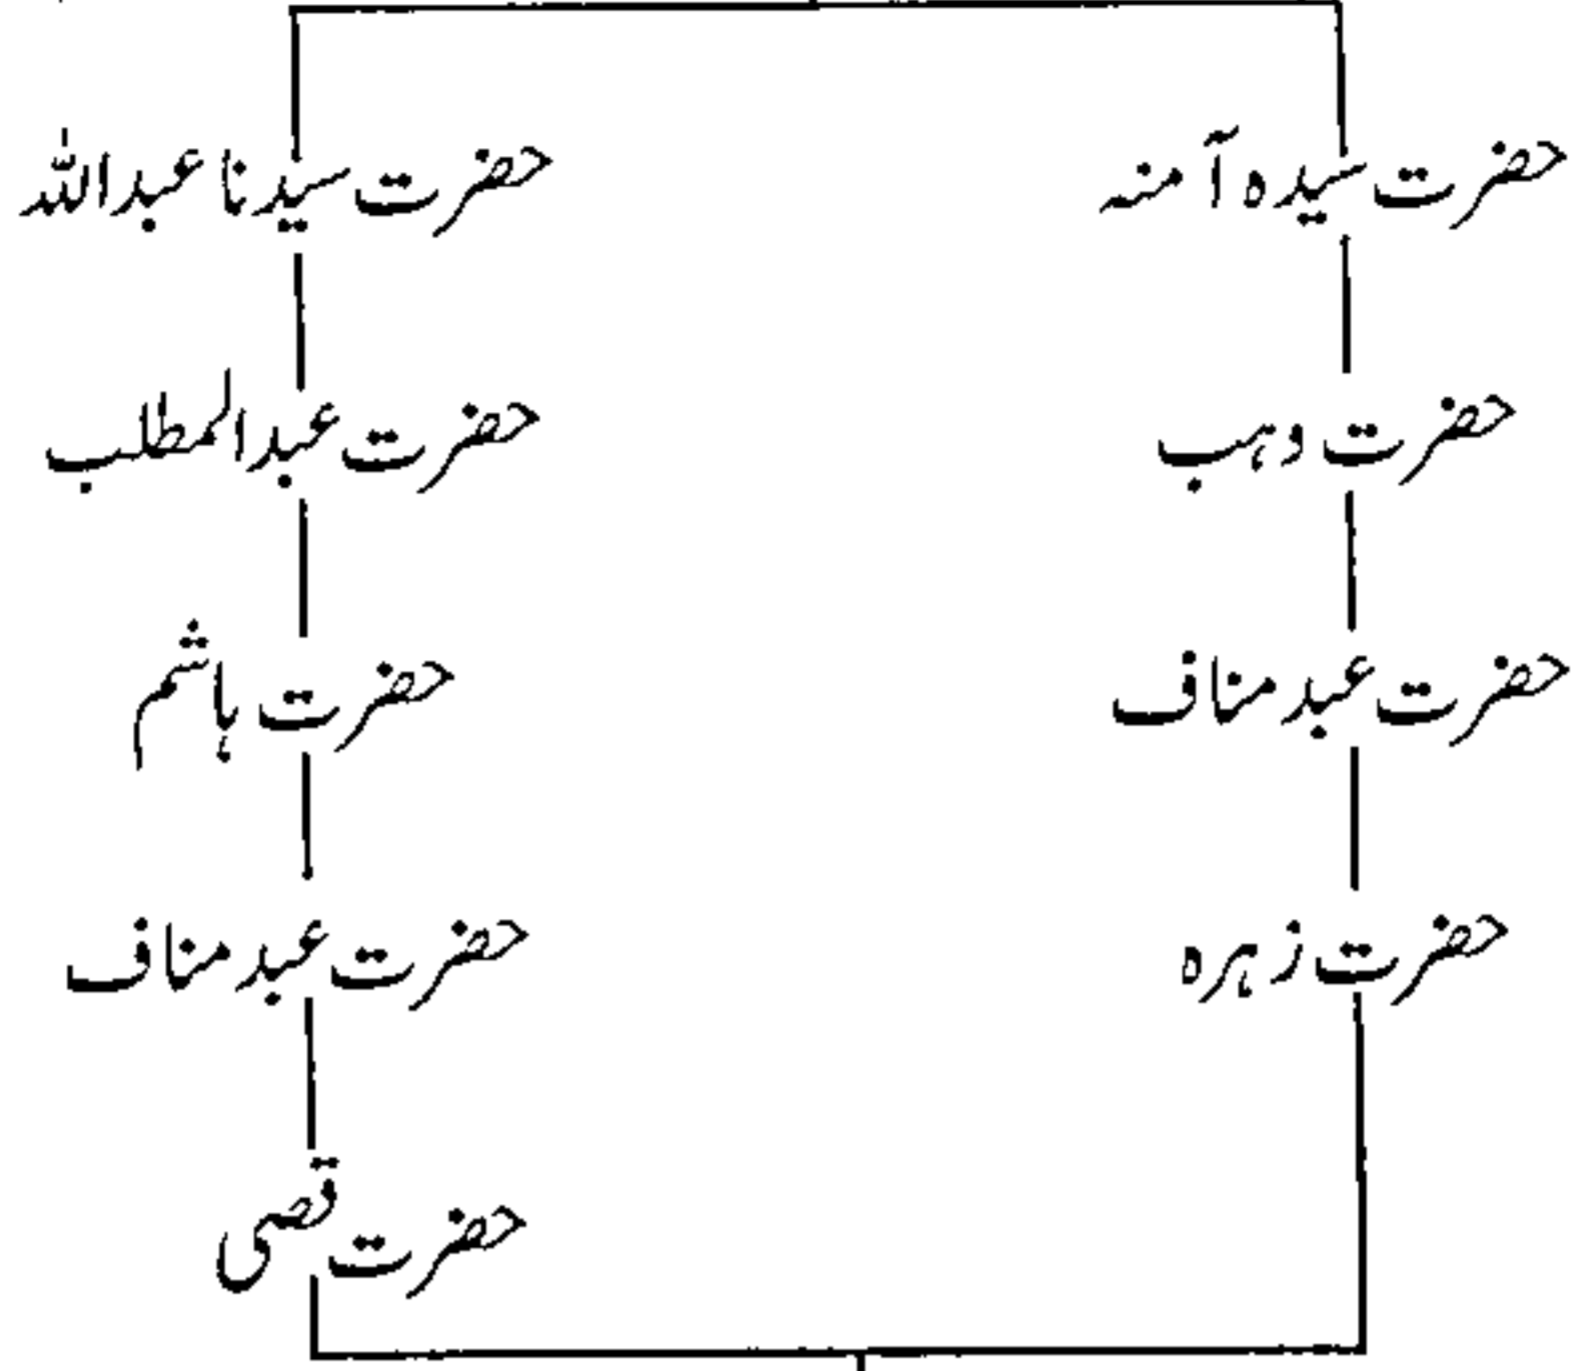 حضرت سیدہ آمنہ
حضرت سیدنا عبداللہ
حضرت وہب
حضرت عبدالمطلب
حضرت عبد مناف
حضرت ہاشم
حضرت زہرہ
حضرت عبد مناف
حضرت قصی